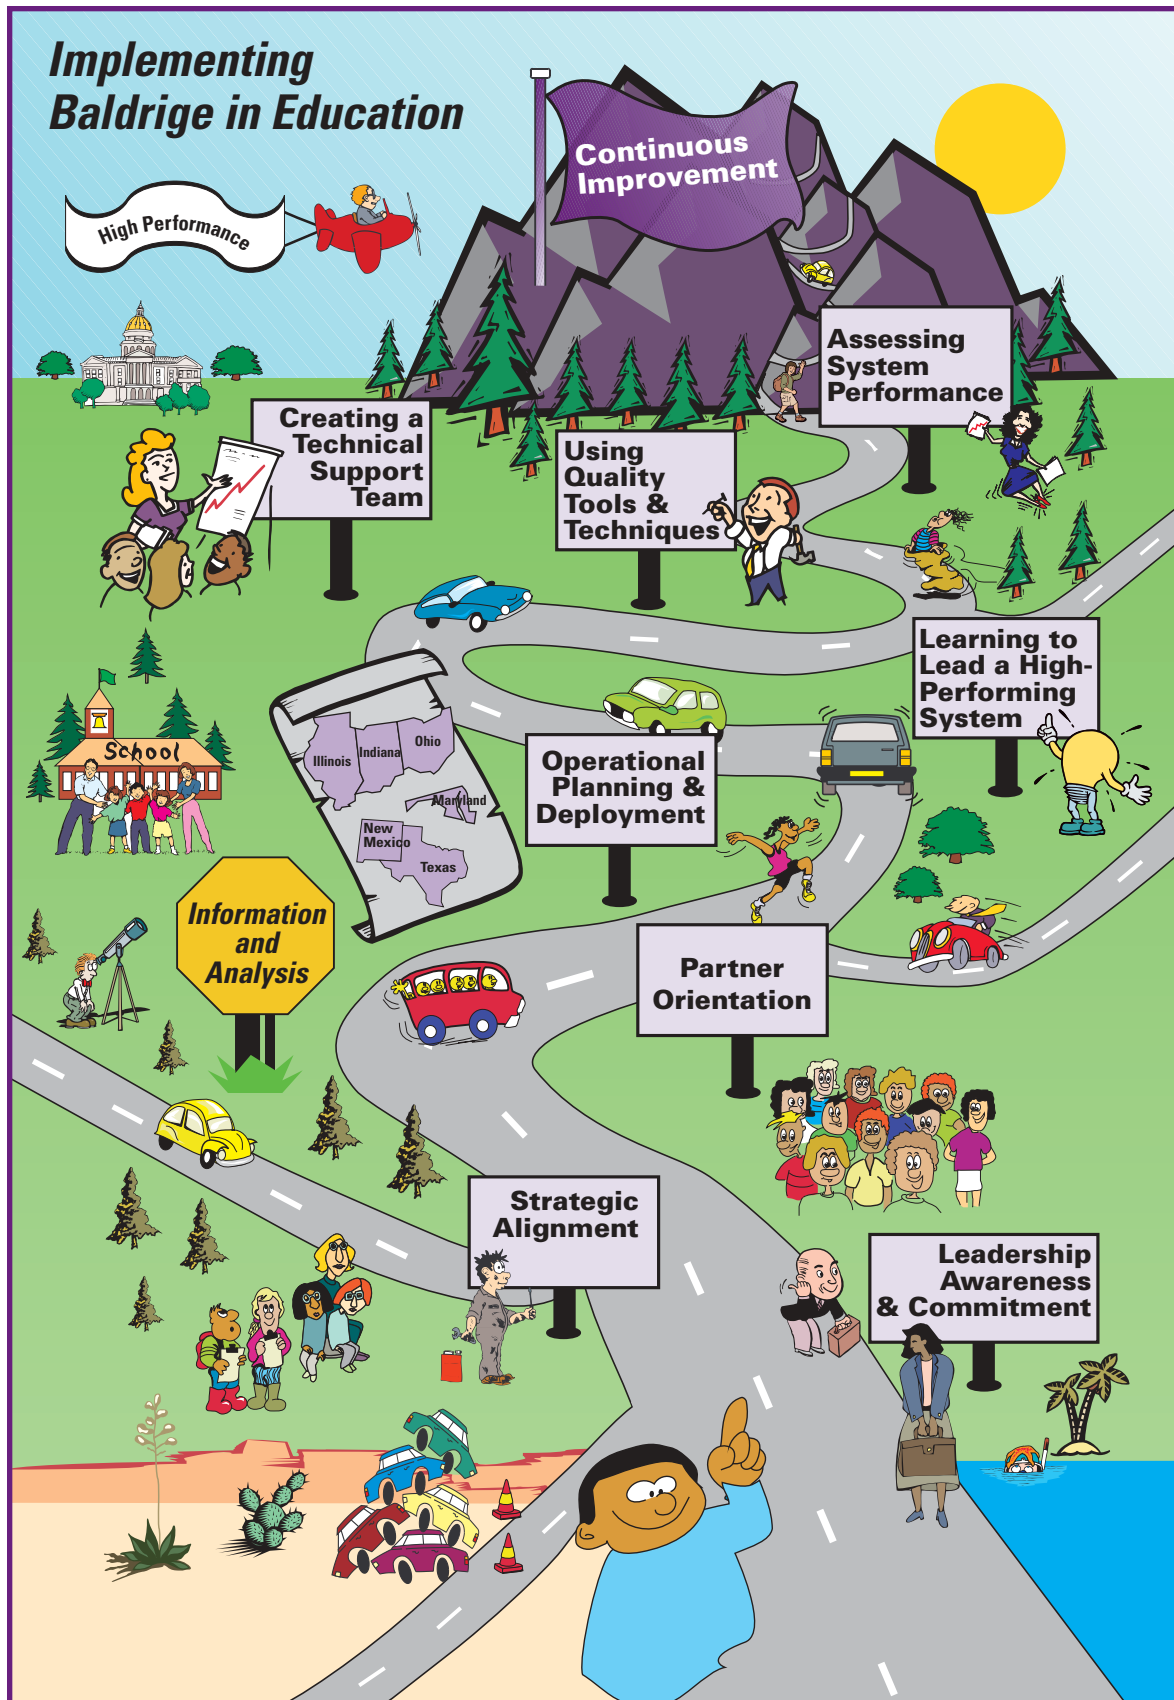 Implementing
Baldrige in Education
Continuous
Improvement
High Performance
Assessing
System
Performance
Creating a
Technical
Support
Team
Using
Quality
Tools &
Techniques
Learning to
Lead a High-
Performing
System
School
Illinois
Indiana
Ohio
Maryland
New
Mexico
Texas
Operational
Planning &
Deployment
Information
and
Analysis
Partner
Orientation
Strategic
Alignment
Leadership
Awareness
& Commitment